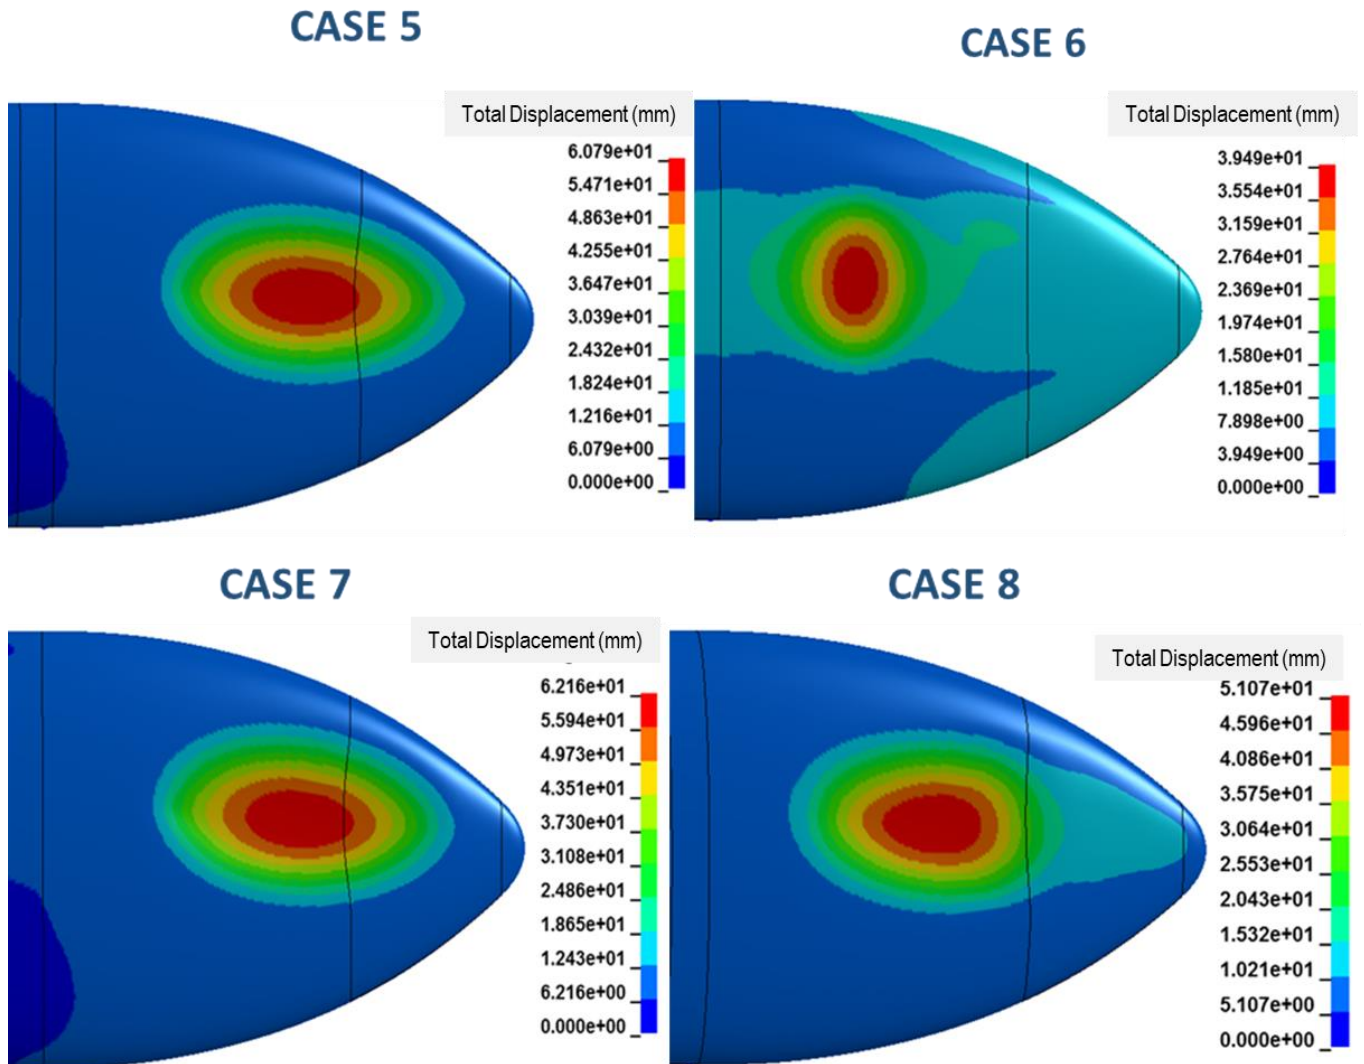 CASE 5
Total Displacement (mm)
6.079e+01
5.471e+01
4.863e+01
4.255e+01
3.647e+01
3.039e+01
2.432e+01
1.824e+01
1.216e+01
6.079e+00
0.000e+00
CASE 6
Total Displacement (mm)
3.949e+01
3.554e+01
3.159e+01
2.764e+01
2.369e+01
1.974e+01
1.580e+01
1.185e+01
7.898e+00
3.949e+00
0.000e+00
CASE 7
Total Displacement (mm)
6.216e+01
5.594e+01
4.973e+01
4.351e+01
3.730e+01
3.108e+01
2.486e+01
1.865e+01
1.243e+01
6.216e+00
0.000e+00
CASE 8
Total Displacement (mm)
5.107e+01
4.596e+01
4.086e+01
3.575e+01
3.064e+01
2.553e+01
2.043e+01
1.532e+01
1.021e+01
5.107e+00
0.000e+00